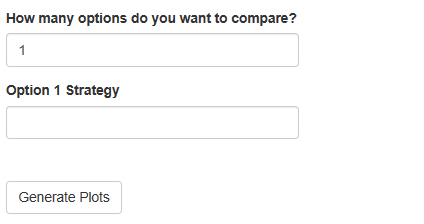 How many options do you want to compare?
1
Option 1 Strategy
Generate Plots